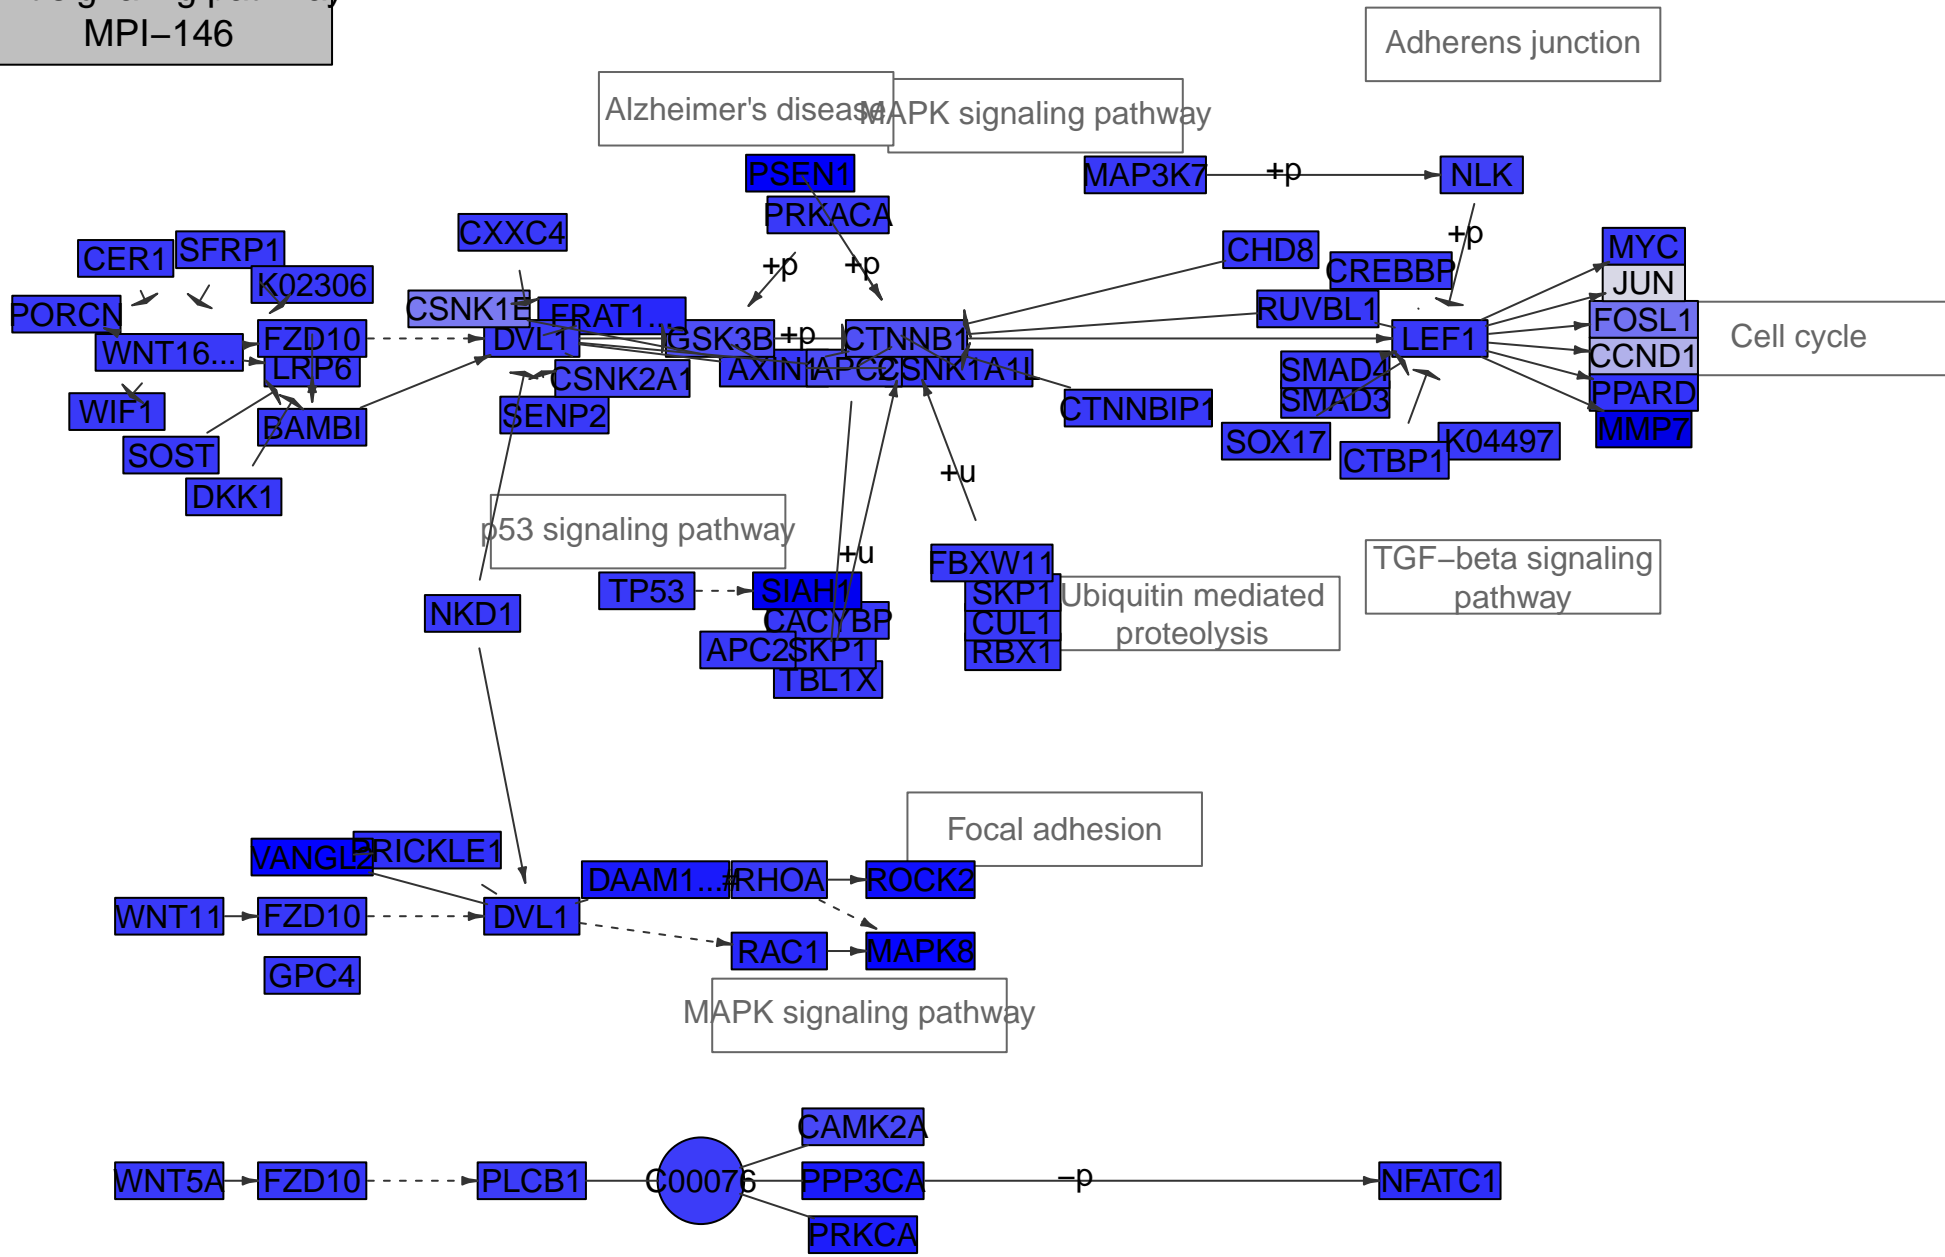 signaling pathway
MPI−146
Adherens junction
Alzheimer's disease
MAPK signaling pathway
PSEN1
MAP3K7
+p
NLK
PRKACA
CXXC4
CER1
SFRP1
K02306
+p
+p
+p
CHD8
CREBBP
MYC
JUN
PORCN
CSNK1E
FRAT1...
RUVBL1
FOSL1
Cell cycle
WNT16...
FZD10
DVL1
GSK3B
+p
CTNNB1
LEF1
CCND1
LRP6
AXIN1
APC2
CSNK1A1L
SMAD4
CSNK2A1
PPARD
WIF1
SENP2
CTNNBIP1
SMAD3
BAMBI
MMP7
SOST
SOX17
K04497
CTBP1
+u
DKK1
p53 signaling pathway
+u
FBXW11
TGF−beta signaling
pathway
TP53
SIAH1
SKP1
Ubiquitin mediated
proteolysis
NKD1
CACYBP
CUL1
APC2
SKP1
RBX1
TBL1X
Focal adhesion
VANGL2
PRICKLE1
DAAM1...
RHOA
ROCK2
WNT11
FZD10
DVL1
RAC1
MAPK8
GPC4
MAPK signaling pathway
CAMK2A
WNT5A
FZD10
PLCB1
C00076
PPP3CA
−p
NFATC1
PRKCA